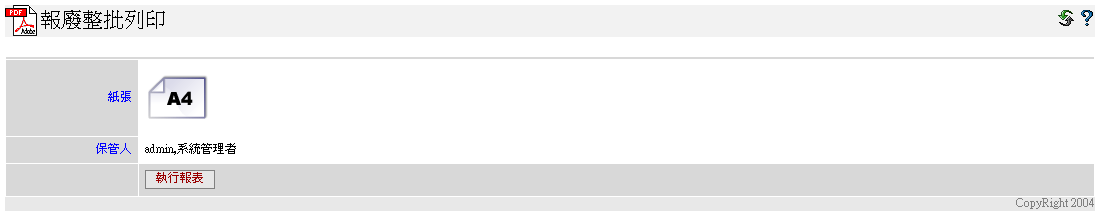 PDF
Adobe
報廢整批列印
?
紙張
A4
保管人
admin,系統管理者
執行報表
CopyRight 2004